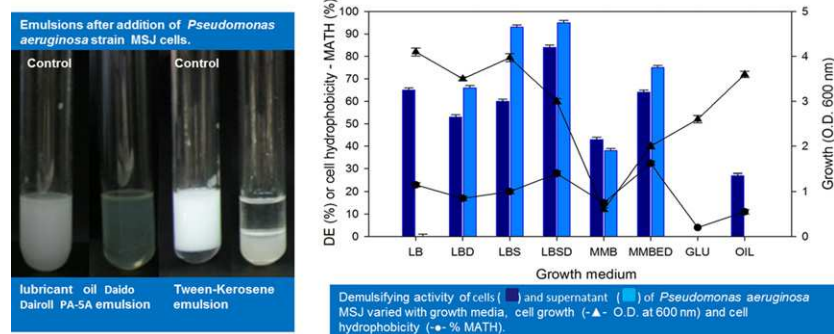 Emulsions after addition of Pseudomonas
aeruginosa strain MSJ cells.
Control
Control
lubricant oil Daido
Dairoll PA-5A emulsion
Tween-Kerosene
emulsion
DE (%) or cell hydrophobicity - MATH (%)
100
90
80
70
60
50
40
30
20
10
0
LB
LBD
LBS
LBSD
MMB
MMBED
GLU
OIL
Growth medium
5
4
3
2
1
0
Growth (O.D. 600 nm)
Demulsifying activity of cells ( ) and supernatant ( ) of Pseudomonas aeruginosa
MSJ varied with growth media, cell growth (-▲- O.D. at 600 nm) and cell
hydrophobicity (-●- % MATH).